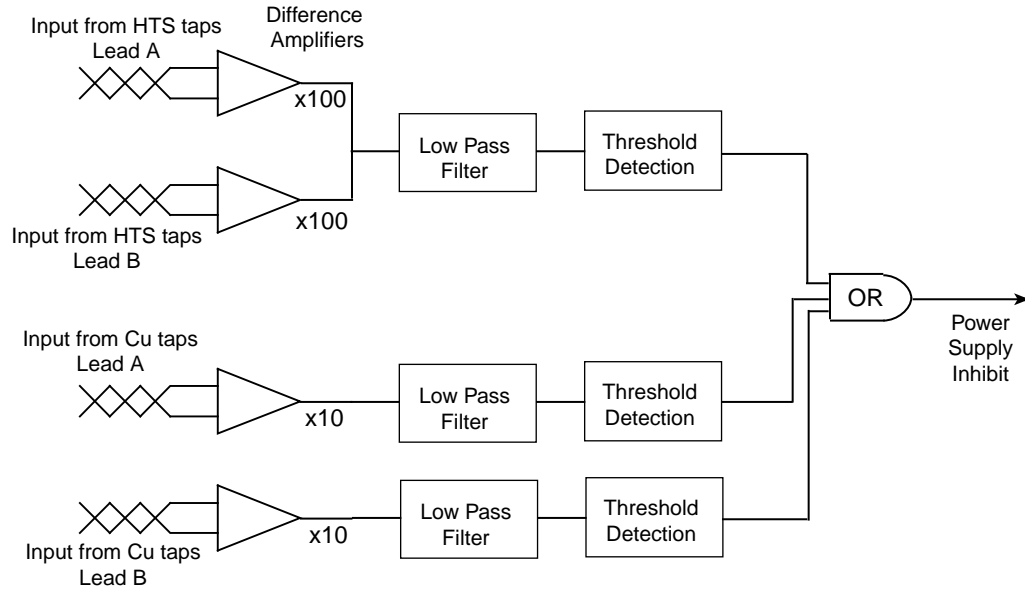 Input from HTS taps
Lead A
Difference
Amplifiers
x100
Low Pass
Filter
Threshold
Detection
x100
Input from HTS taps
Lead B
OR
Power
Supply
Inhibit
Input from Cu taps
Lead A
x10
Low Pass
Filter
Threshold
Detection
x10
Low Pass
Filter
Threshold
Detection
Input from Cu taps
Lead B